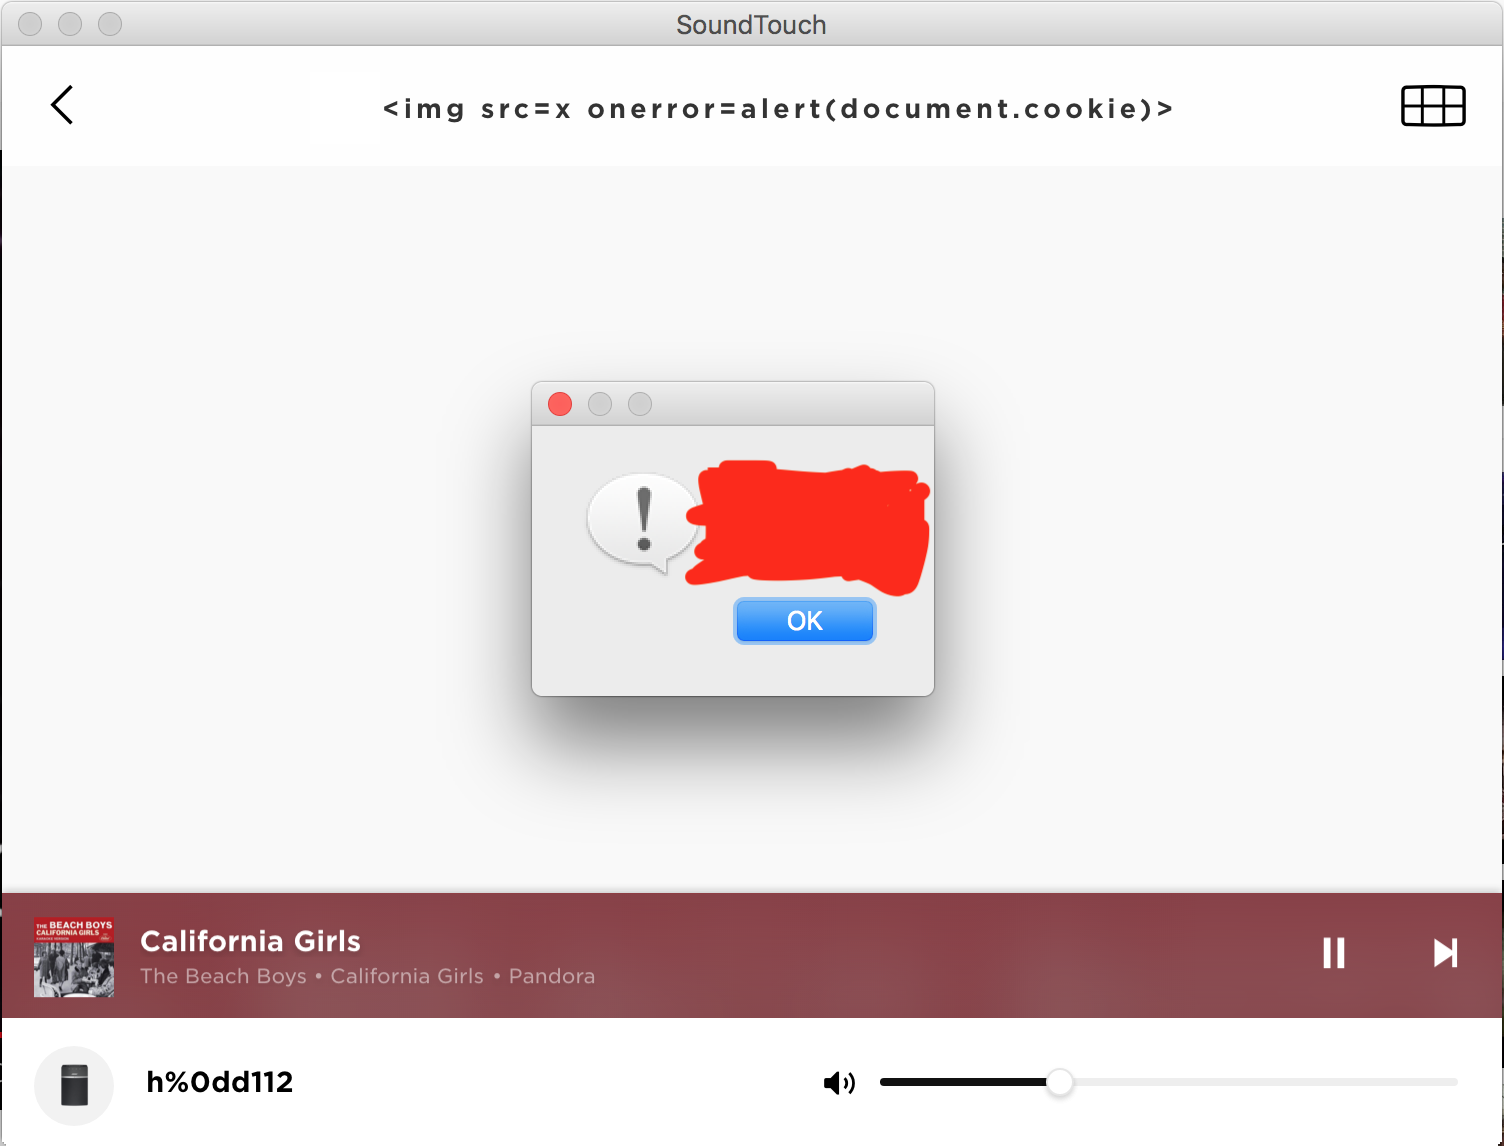 SoundTouch
<img src=x onerror=alert(document.cookie)>
OK
THE BEACH BOYS
CALIFORNIA GIRLS
California Girls
The Beach Boys • California Girls • Pandora
h%0dd112